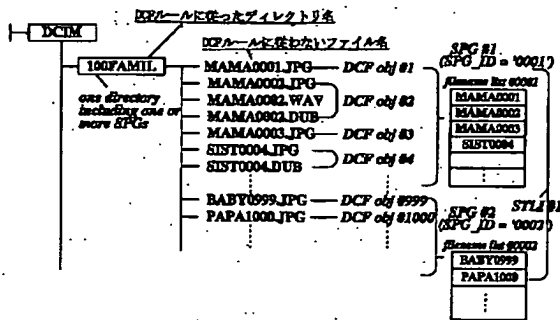 DCFルールに従ったディレクトリ名
DCIM
DCFルールに従わないファイル名
100FAMIL
one directory
including one or
more SPGs
MAMA0001.JPG
DCF obj #1
MAMA0002.JPG
MAMA0002.WAV
MAMA0002.DUB
DCF obj #2
MAMA0003.JPG
DCF obj #3
SIST0004.JPG
SIST0004.DUB
DCF obj #4
BABY0999.JPG
DCF obj #999
PAPA1000.JPG
DCF obj #1000
SPG #1
(SPG_ID = '0001')
filename list #0001
MAMA0001
MAMA0002
MAMA0003
SIST0004
STLI #1
SPG #2
(SPG_ID = '0002')
filename list #0002
BABY0999
PAPA1000